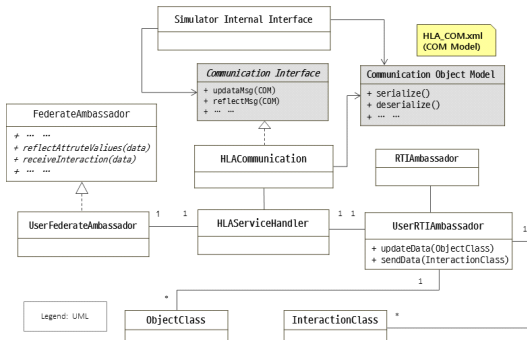 Simulator Internal Interface
HLA_COM.xml
(COM Model)
Communication Interface
+ updataMsg(COM)
+ reflectMsg(COM)
+ … …
Communication Object Model
+ serialize()
+ deserialize()
+ … …
FederateAmbassador
+ … …
+ reflectAttruteValiues(data)
+ receiveInteraction(data)
+ … …
HLACommunication
RTIAmbassador
UserFederateAmbassador
1
1
HLAServiceHandler
1 1
UserRTIAmbassador
+ updateData(ObjectClass)
+ sendData(InteractionClass)
1
1
*
Legend: UML
ObjectClass
InteractionClass
*